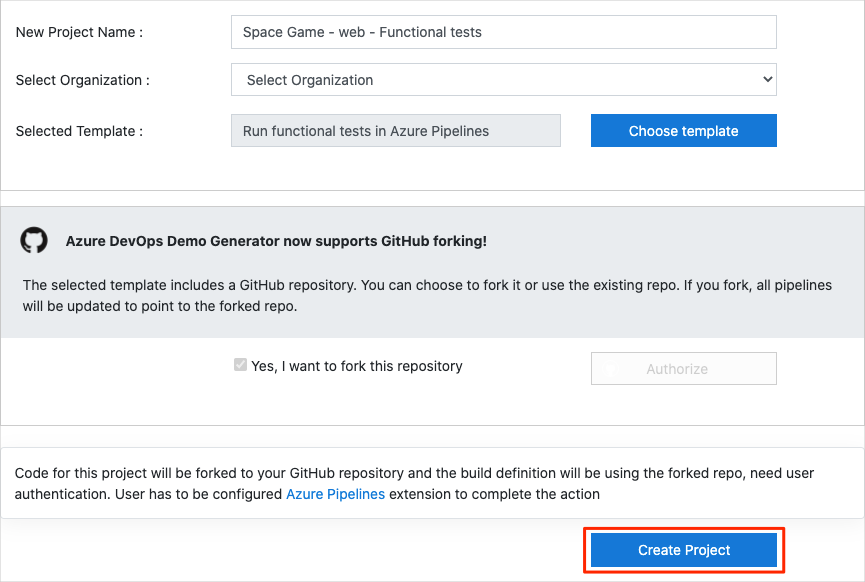 New Project Name :
Space Game - web - Functional tests
Select Organization :
Select Organization
Selected Template :
Run functional tests in Azure Pipelines
Choose template
Azure DevOps Demo Generator now supports GitHub forking!
The selected template includes a GitHub repository. You can choose to fork it or use the existing repo. If you fork, all pipelines
will be updated to point to the forked repo.
Yes, I want to fork this repository
Authorize
Code for this project will be forked to your GitHub repository and the build definition will be using the forked repo, need user
authentication. User has to be configured Azure Pipelines extension to complete the action
Create Project